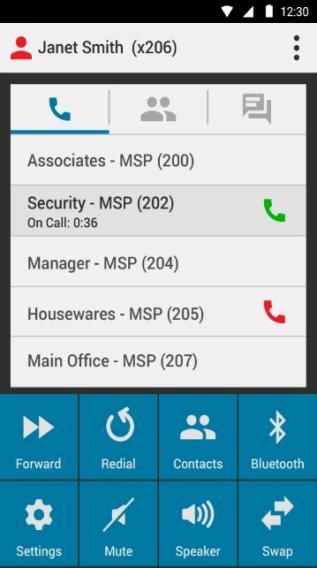 12:30
Janet Smith (x206)
Associates - MSP (200)
Security - MSP (202)
On Call: 0:36
Manager - MSP (204)
Housewares - MSP (205)
Main Office - MSP (207)
Forward Redial Contacts Bluetooth
Settings Mute Speaker Swap